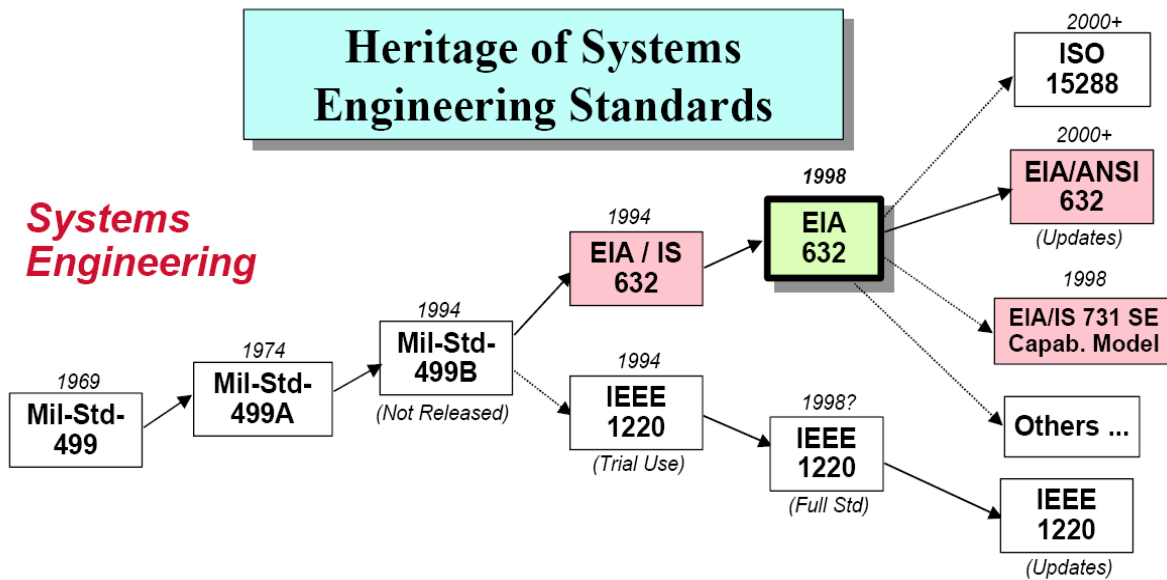 Heritage of Systems
Engineering Standards
Systems
Engineering
1969
Mil-Std-
499
1974
Mil-Std-
499A
1994
Mil-Std-
499B
(Not Released)
1994
EIA / IS
632
1994
IEEE
1220
(Trial Use)
1998
EIA
632
1998?
IEEE
1220
(Full Std)
2000+
ISO
15288
2000+
EIA/ANSI
632
(Updates)
1998
EIA/IS 731 SE
Capab. Model
Others ...
IEEE
1220
(Updates)